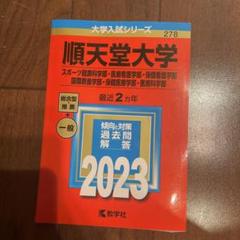 大学入試シリーズ
278
順天堂大学
スポーツ健康科学部・医療看護学部・保健看護学部
国際教養学部・保健医療学部・医療科学部
最近2カ年
総合型
推薦
+
一般
傾向と対策
過去問
解答
2023
教学社